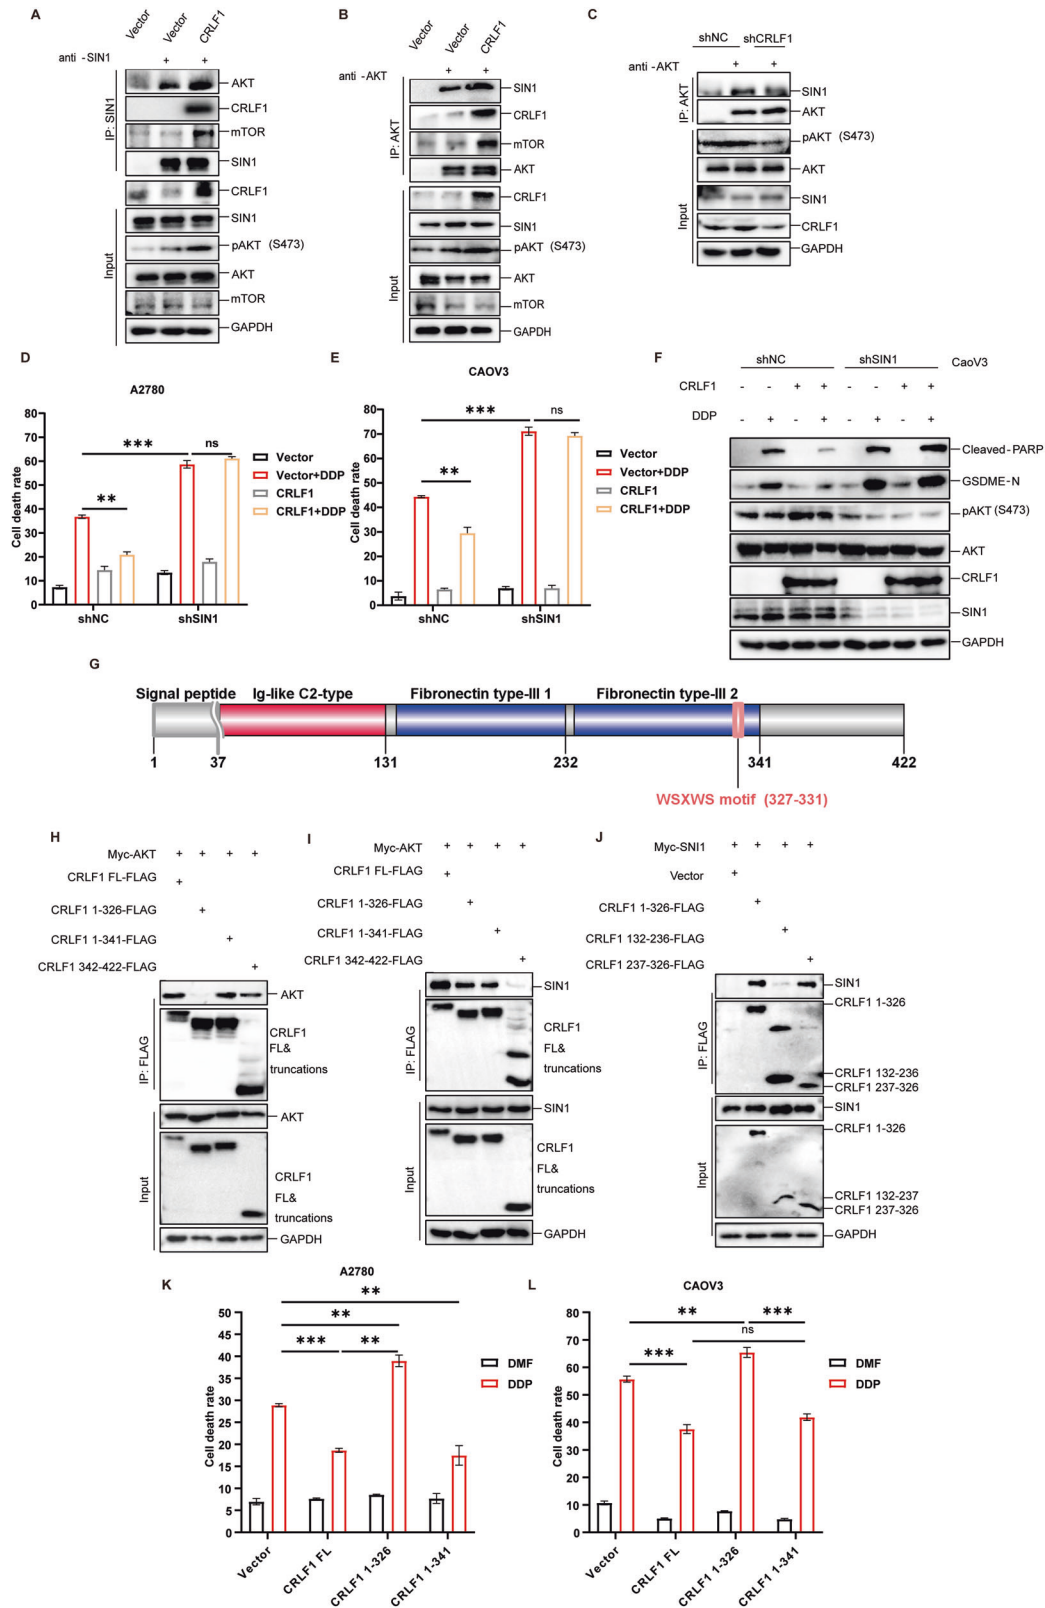 A
Vector
Vector
CRLF1
anti -SIN1
+
+
IP: SIN1
AKT
CRLF1
mTOR
SIN1
Input
CRLF1
SIN1
pAKT (S473)
AKT
mTOR
GAPDH
B
Vector
Vector
CRLF1
anti -AKT
+
+
IP: AKT
SIN1
CRLF1
mTOR
AKT
Input
CRLF1
SIN1
pAKT (S473)
AKT
mTOR
GAPDH
C
shNC
shCRLF1
anti -AKT
+
+
IP: AKT
SIN1
AKT
Input
pAKT (S473)
AKT
SIN1
CRLF1
GAPDH
D
A2780
Cell death rate
80
70
60
50
40
30
20
10
0
***
ns
**
shNC
shSIN1
Vector
Vector+DDP
CRLF1
CRLF1+DDP
E
CAOV3
Cell death rate
80
70
60
50
40
30
20
10
0
***
ns
**
shNC
shSIN1
Vector
Vector+DDP
CRLF1
CRLF1+DDP
F
shNC
shSIN1
CaoV3
CRLF1 - - + + - - + +
DDP - + - + - + - +
Cleaved-PARP
GSDME-N
pAKT (S473)
AKT
CRLF1
SIN1
GAPDH
G
Signal peptide
Ig-like C2-type
Fibronectin type-III 1
Fibronectin type-III 2
1
37
131
232
341
422
WSXWS motif (327-331)
H
Myc-AKT + + + +
CRLF1 FL-FLAG +
CRLF1 1-326-FLAG +
CRLF1 1-341-FLAG +
CRLF1 342-422-FLAG +
IP: FLAG
AKT
CRLF1
FL&
truncations
Input
AKT
CRLF1
FL&
truncations
GAPDH
I
Myc-AKT + + + +
CRLF1 FL-FLAG +
CRLF1 1-326-FLAG +
CRLF1 1-341-FLAG +
CRLF1 342-422-FLAG +
IP: FLAG
SIN1
CRLF1
FL&
truncations
Input
SIN1
CRLF1
FL&
truncations
GAPDH
J
Myc-SNI1 + + + +
Vector +
CRLF1 1-326-FLAG +
CRLF1 132-236-FLAG +
CRLF1 237-326-FLAG +
IP: FLAG
SIN1
CRLF1 1-326
CRLF1 132-236
CRLF1 237-326
Input
SIN1
CRLF1 1-326
CRLF1 132-237
CRLF1 237-326
GAPDH
K
A2780
Cell death rate
50
45
40
35
30
25
20
15
10
5
0
**
**
***
**
Vector
CRLF1 FL
CRLF1 1-326
CRLF1 1-341
DMF
DDP
L
CAOV3
Cell death rate
80
70
60
50
40
30
20
10
0
**
***
ns
***
Vector
CRLF1 FL
CRLF1 1-326
CRLF1 1-341
DMF
DDP